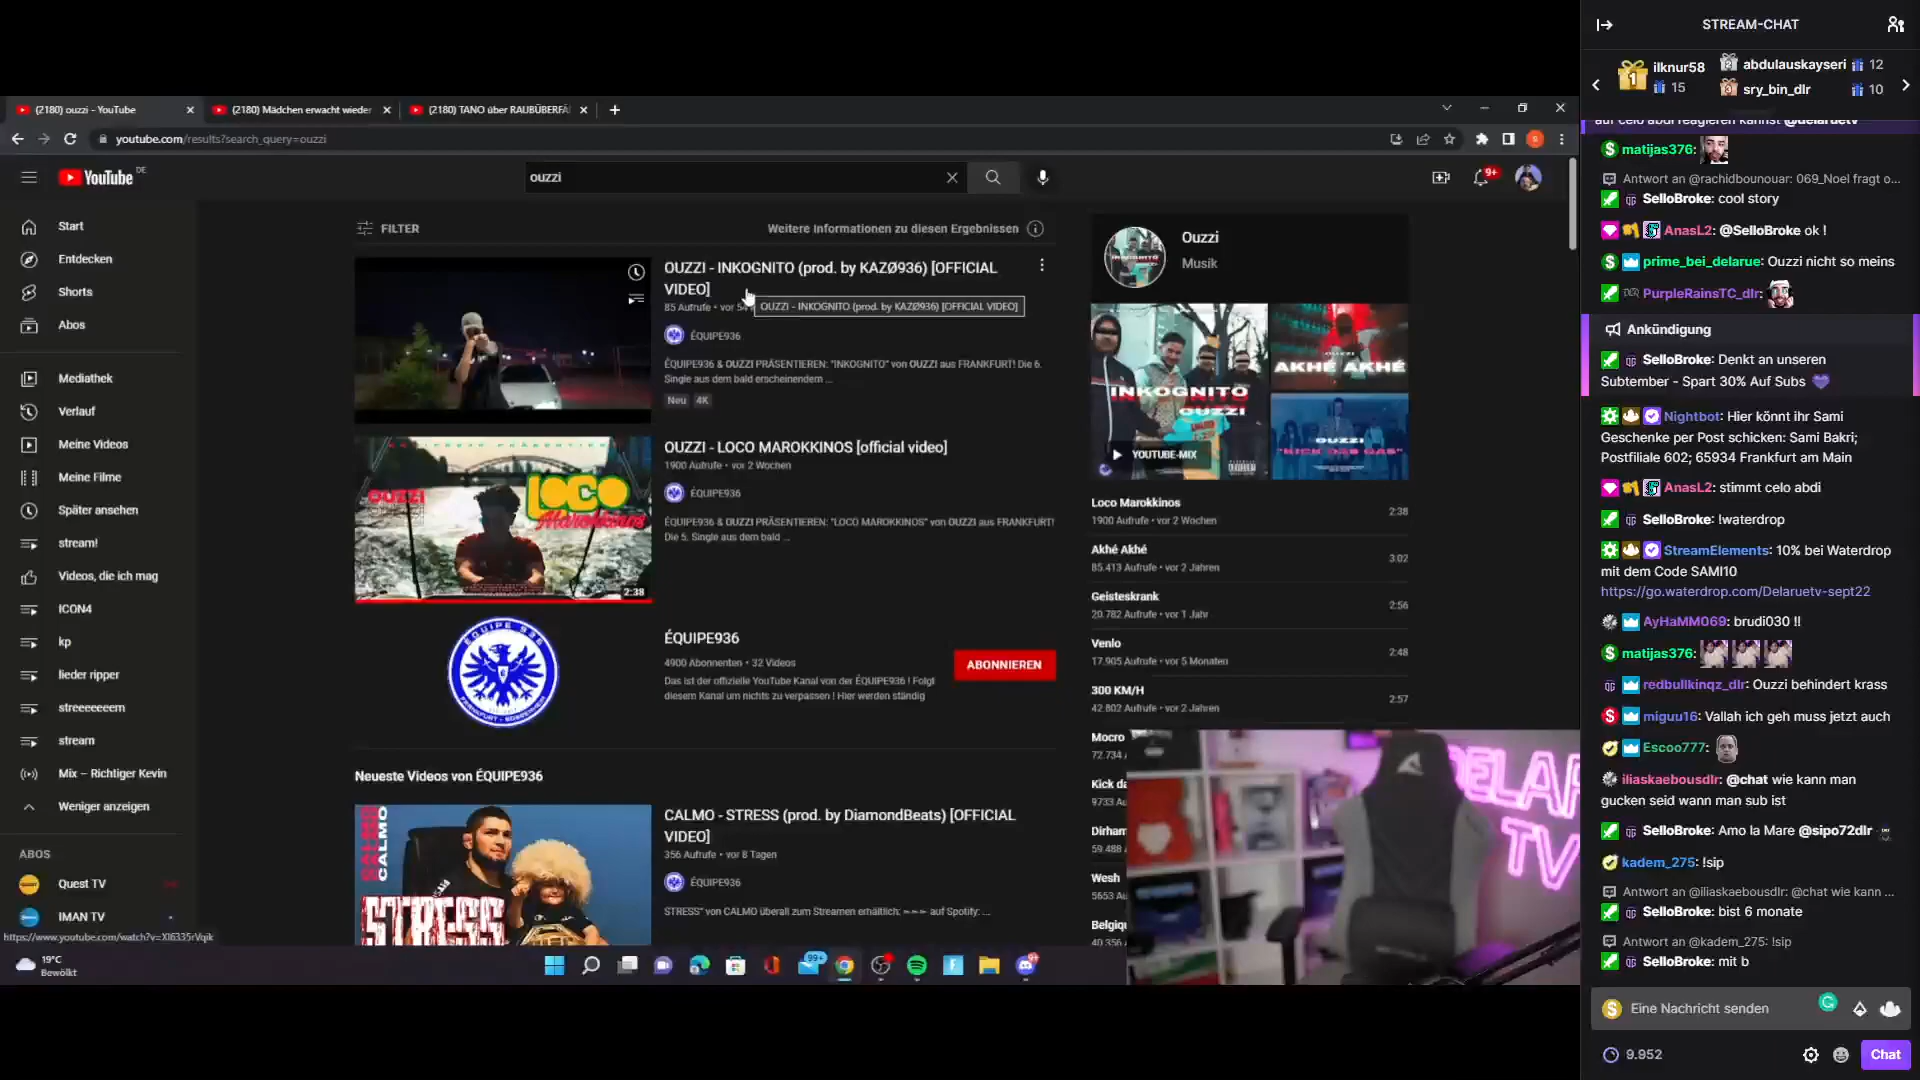 (2180) ouzzi - YouTube
(2180) Mädchen erwacht wieder
(2180) TANO über RAUBÜBERFÄ
youtube.com/results?search_query=ouzzi
YouTube DE
ouzzi
9+
Start
Entdecken
Shorts
Abos
Mediathek
Verlauf
Meine Videos
Meine Filme
Später ansehen
stream!
Videos, die ich mag
ICON4
kp
lieder ripper
streeeeeeem
stream
Mix – Richtiger Kevin
Weniger anzeigen
ABOS
Quest TV
IMAN TV
https://www.youtube.com/watch?v=Xl6335rVqik
FILTER
Weitere Informationen zu diesen Ergebnissen
OUZZI - INKOGNITO (prod. by KAZØ936) [OFFICIAL
VIDEO]
85 Aufrufe • vor
OUZZI - INKOGNITO (prod. by KAZØ936) [OFFICIAL VIDEO]
ÉQUIPE936
ÉQUIPE936 & OUZZI PRÄSENTIEREN: "INKOGNITO" von OUZZI aus FRANKFURT! Die 6.
Single aus dem bald erscheinendem ...
Neu 4K
OUZZI
LOCO
Marokkinos
2:38
OUZZI - LOCO MAROKKINOS [official video]
1900 Aufrufe • vor 2 Wochen
ÉQUIPE936
ÉQUIPE936 & OUZZI PRÄSENTIEREN: "LOCO MAROKKINOS" von OUZZI aus FRANKFURT!
Die 5. Single aus dem bald ...
ÉQUIPE 936
FRANKFURT - SOSSENHEIM
ÉQUIPE936
4900 Abonnenten • 32 Videos
Das ist der offizielle YouTube Kanal von der ÉQUIPE936 ! Folgt
diesem Kanal um nichts zu verpassen ! Hier werden ständig
ABONNIEREN
Neueste Videos von ÉQUIPE936
CALMO
STRESS
CALMO - STRESS (prod. by DiamondBeats) [OFFICIAL
VIDEO]
356 Aufrufe • vor 8 Tagen
ÉQUIPE936
STRESS" von CALMO überall zum Streamen erhältlich: ►►► auf Spotify: ...
Ouzzi
Musik
INKOGNITO
OUZZI
YOUTUBE-MIX
OUZZI
AKHÉ AKHÉ
OUZZI
"KICK DAS GAS"
Loco Marokkinos
1900 Aufrufe • vor 2 Wochen
2:38
Akhé Akhé
85.413 Aufrufe • vor 2 Jahren
3:02
Geisteskrank
20.782 Aufrufe • vor 1 Jahr
2:56
Venlo
17.905 Aufrufe • vor 5 Monaten
2:48
300 KM/H
42.802 Aufrufe • vor 2 Jahren
2:57
Mocro
72.734
Kick da
9733 A
Dirham
59.488
Wesh
5653 A
Belgiqu
40.356
DELAR
TV
19°C
Bewölkt
99+
STREAM-CHAT
1 ilknur58
15
2 abdulauskayseri 12
3 sry_bin_dlr 10
auf celo abdi reagieren kannst @delaruetv
matijas376:
Antwort an @rachidbounouar: 069_Noel fragt o...
SelloBroke: cool story
AnasL2: @SelloBroke ok !
prime_bei_delarue: Ouzzi nicht so meins
PurpleRainsTC_dlr:
Ankündigung
SelloBroke: Denkt an unseren
Subtember - Spart 30% Auf Subs
Nightbot: Hier könnt ihr Sami
Geschenke per Post schicken: Sami Bakri;
Postfiliale 602; 65934 Frankfurt am Main
AnasL2: stimmt celo abdi
SelloBroke: !waterdrop
StreamElements: 10% bei Waterdrop
mit dem Code SAMI10
https://go.waterdrop.com/Delaruetv-sept22
AyHaMM069: brudi030 !!
matijas376:
redbullkinqz_dlr: Ouzzi behindert krass
miguu16: Vallah ich geh muss jetzt auch
Escoo777:
iliaskaebousdlr: @chat wie kann man
gucken seid wann man sub ist
SelloBroke: Amo la Mare @sipo72dlr
kadem_275: !sip
Antwort an @iliaskaebousdlr: @chat wie kann ...
SelloBroke: bist 6 monate
Antwort an @kadem_275: !sip
SelloBroke: mit b
Eine Nachricht senden
9.952
Chat